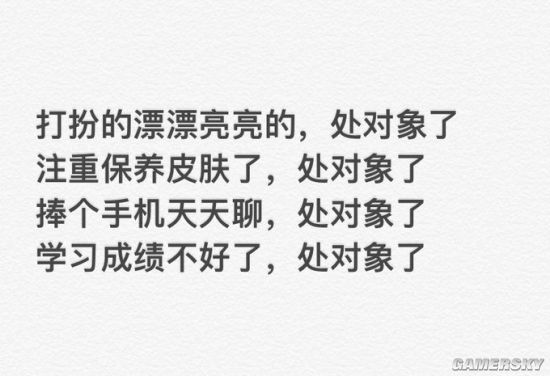 打扮的漂漂亮亮的，处对象了
注重保养皮肤了，处对象了
捧个手机天天聊，处对象了
学习成绩不好了，处对象了
GAMERSKY